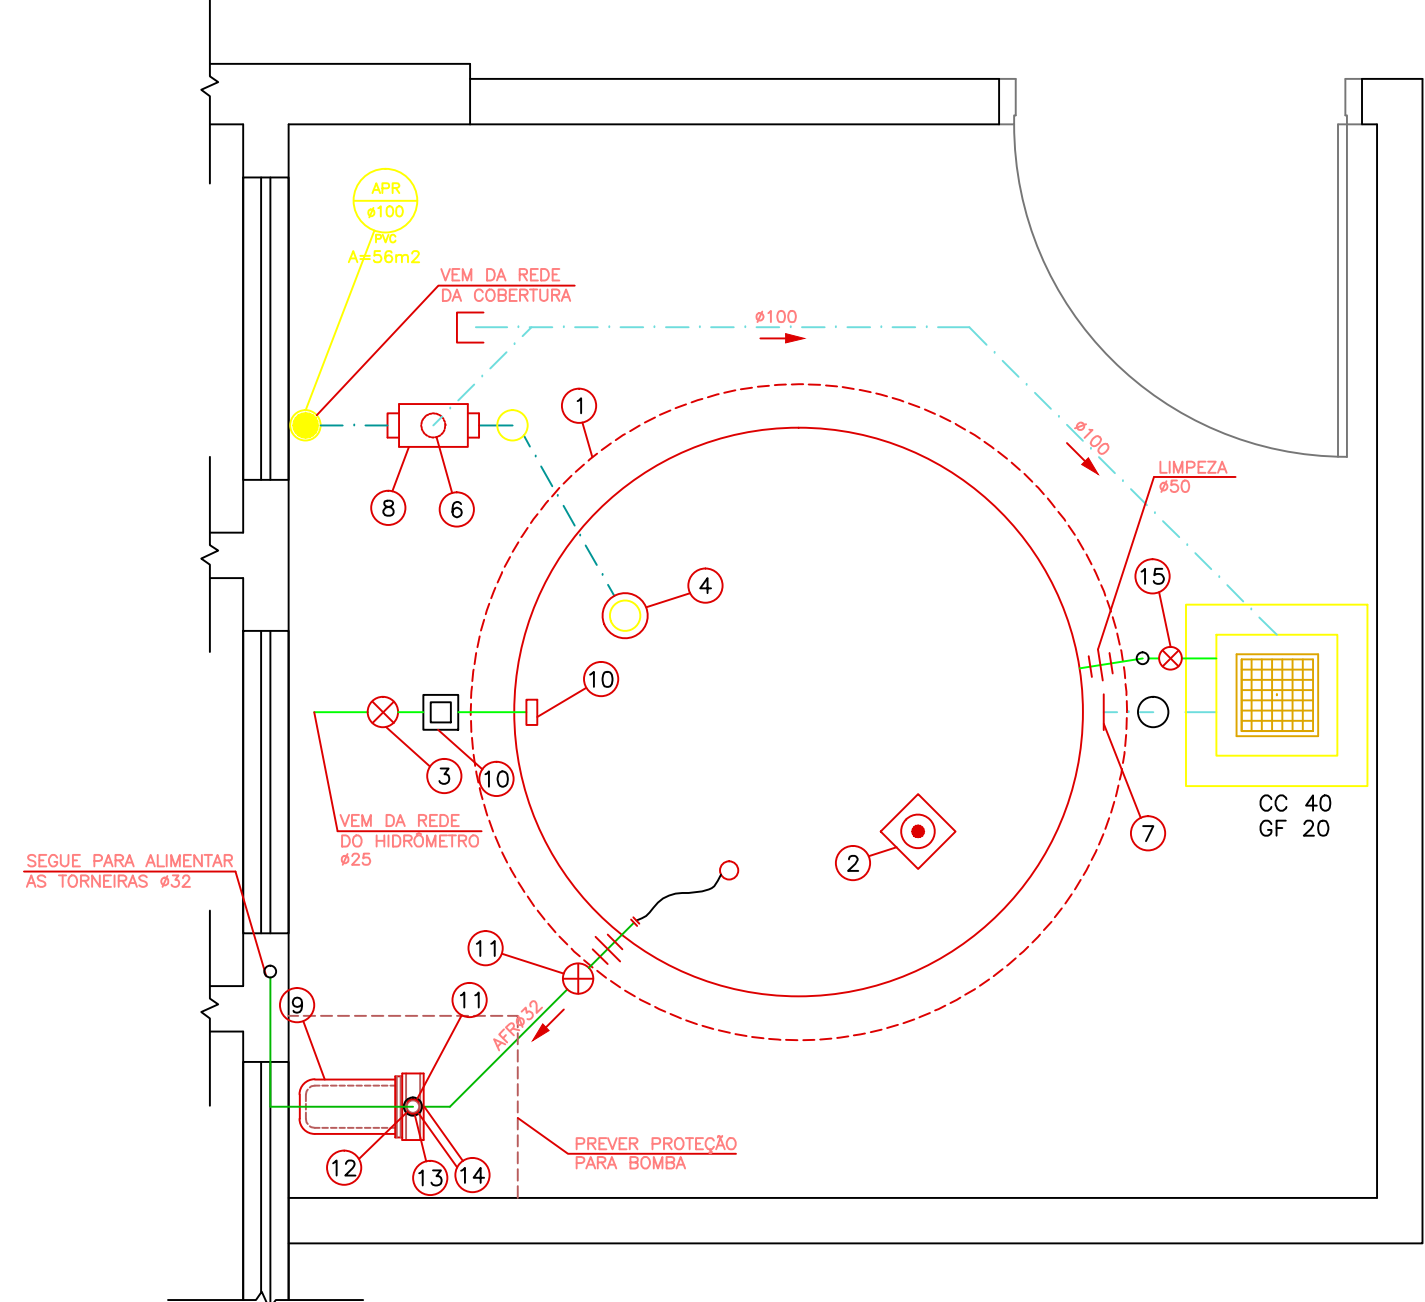 APR
ø100
PVC
A=56m2
VEM DA REDE
DA COBERTURA
ø100
1
ø100
LIMPEZA
ø50
8
6
4
15
10
3
10
CC 40
GF 20
VEM DA REDE
DO HIDRÔMETRO
ø25
7
2
SEGUE PARA ALIMENTAR
AS TORNEIRAS ø32
11
9
11
AFRø32
PREVER PROTEÇÃO
PARA BOMBA
12
13
14